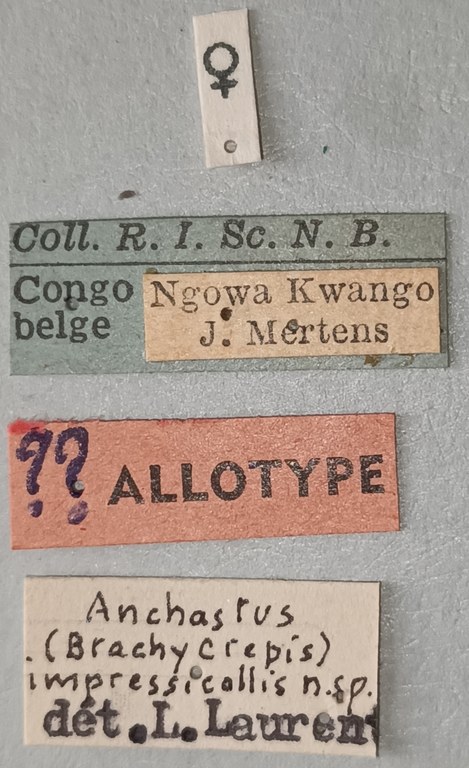 ♀
Coll. R. I. Sc. N. B.
Congo
belge
Ngowa Kwango
J. Mertens
?? ALLOTYPE
Anchastus
(Brachycrepis)
impressicollis n.sp.
dét. L. Laurent